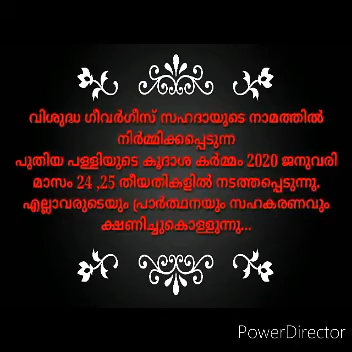 വിശുദ്ധ ഗീവർഗീസ് സഹദായുടെ നാമത്തിൽ
നിർമ്മിക്കപ്പെടുന്ന
പുതിയ പള്ളിയുടെ കൂദാശ കർമ്മം 2020 ജനുവരി
മാസം 24 ,25 തീയതികളിൽ നടത്തപ്പെടുന്നു.
എല്ലാവരുടെയും പ്രാർത്ഥനയും സഹകരണവും
ക്ഷണിച്ചുകൊള്ളുന്നു...
PowerDirector